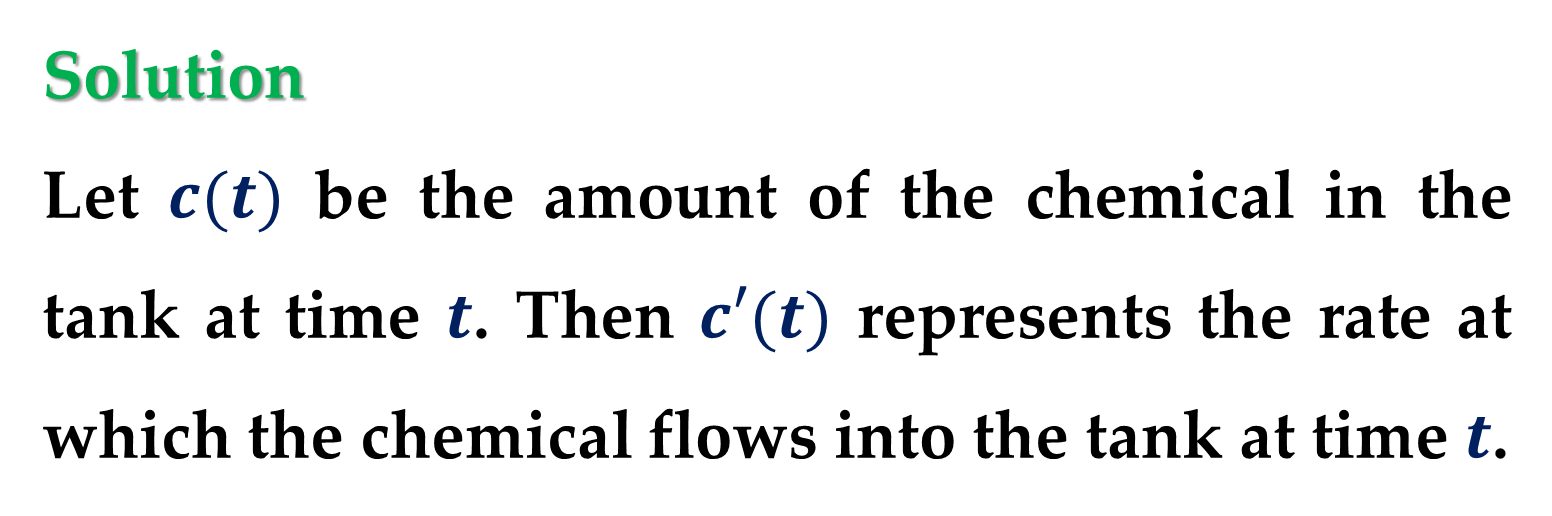 Solution
Let c(t) be the amount of the chemical in the
tank at time t. Then c′(t) represents the rate at
which the chemical flows into the tank at time t.